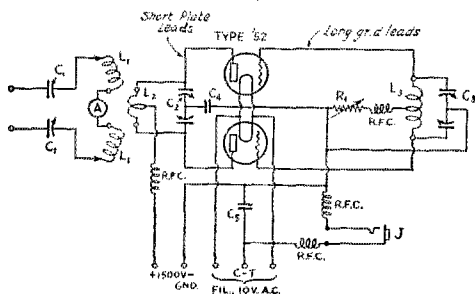 Short Plate
Leads
TYPE '52
Long grid leads
C₁
L₁
A
L₂
C₂
C₄
R₁
R.F.C.
L₃
C₃
C₁
L₁
R.F.C.
C₅
R.F.C.
J
R.F.C.
+1500V-
GND.
C-T
FIL., 10V. A.C.